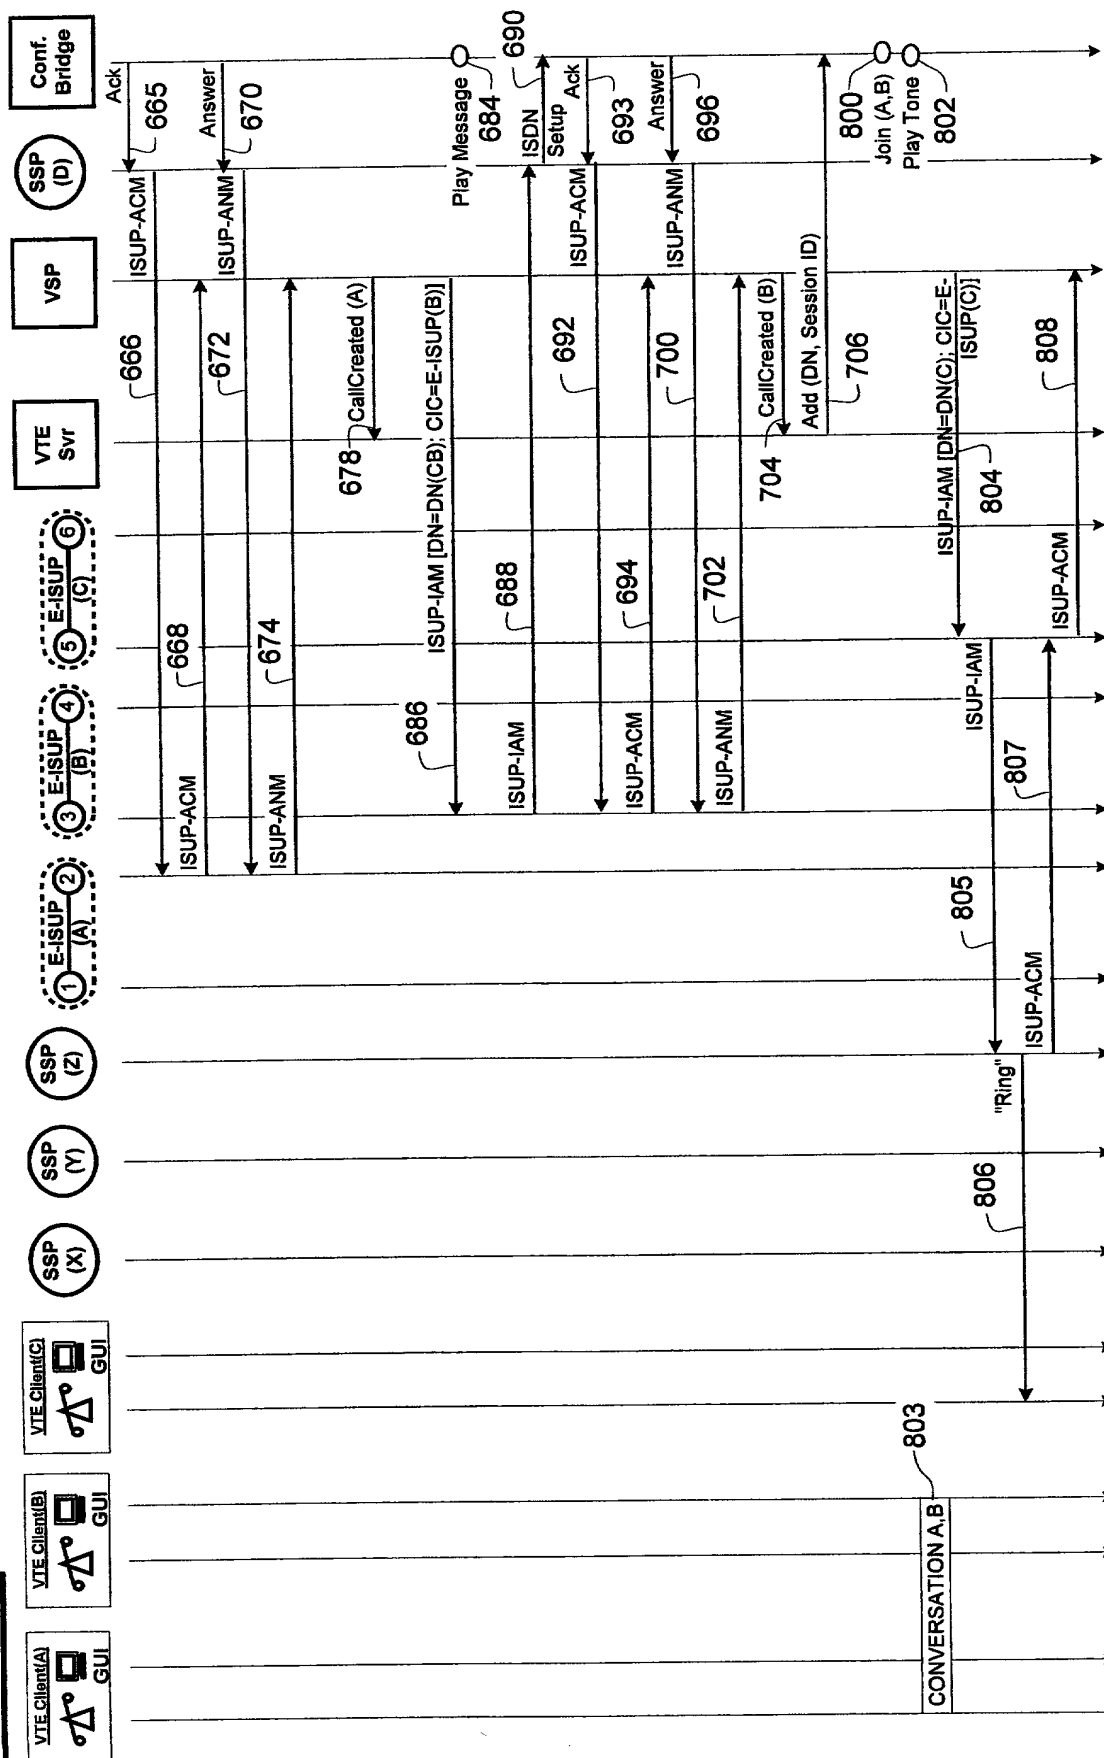 VTE Client(A)
GUI
VTE Client(B)
GUI
VTE Client(C)
GUI
SSP
(X)
SSP
(Y)
SSP
(Z)
1
E-ISUP
(A)
2
3
E-ISUP
(B)
4
5
E-ISUP
(C)
6
VTE
Svr
VSP
SSP
(D)
Conf.
Bridge
Ack
665
ISUP-ACM
666
ISUP-ACM
668
Answer
670
ISUP-ANM
672
ISUP-ANM
674
CallCreated (A)
678
Play Message
684
ISUP-IAM [DN=DN(CB); CIC=E-ISUP(B)]
686
ISUP-IAM
688
ISDN
Setup
690
Ack
693
ISUP-ACM
692
ISUP-ACM
694
Answer
696
ISUP-ANM
700
ISUP-ANM
702
CallCreated (B)
704
Add (DN, Session ID)
706
800
Join (A,B)
Play Tone
802
CONVERSATION A,B
803
ISUP-IAM [DN=DN(C); CIC=E-
ISUP(C)]
804
ISUP-IAM
805
"Ring"
806
ISUP-ACM
807
ISUP-ACM
808